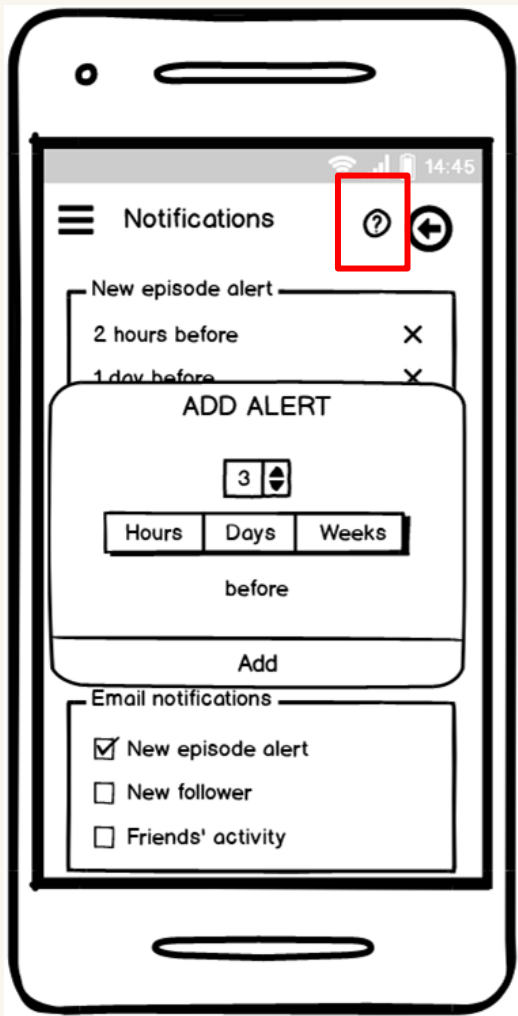 14:45
Notifications
?
New episode alert
2 hours before
1 day before
ADD ALERT
3
Hours Days Weeks
before
Add
Email notifications
New episode alert
New follower
Friends' activity